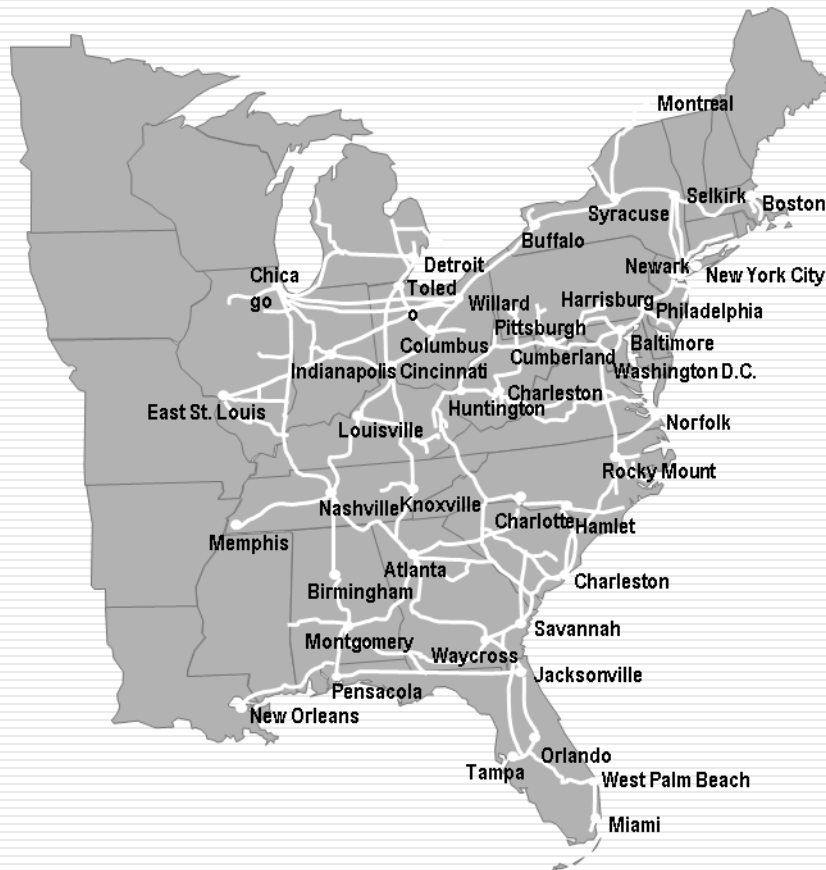 Montreal
Selkirk
Boston
Syracuse
Buffalo
Detroit
Newark
New York City
Chica
go
Toled
o
Willard
Harrisburg
Philadelphia
Pittsburgh
Columbus
Baltimore
Cumberland
Indianapolis
Cincinnati
Washington D.C.
Charleston
East St. Louis
Huntington
Louisville
Norfolk
Rocky Mount
Nashville
Knoxville
Charlotte
Hamlet
Memphis
Atlanta
Charleston
Birmingham
Savannah
Montgomery
Waycross
Jacksonville
Pensacola
New Orleans
Orlando
Tampa
West Palm Beach
Miami